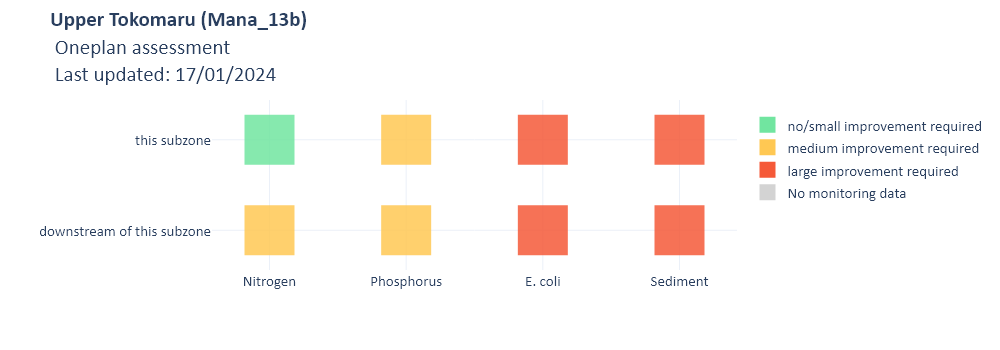 Upper Tokomaru (Mana_13b)
Oneplan assessment
Last updated: 17/01/2024
this subzone
downstream of this subzone
Nitrogen
Phosphorus
E. coli
Sediment
no/small improvement required
medium improvement required
large improvement required
No monitoring data